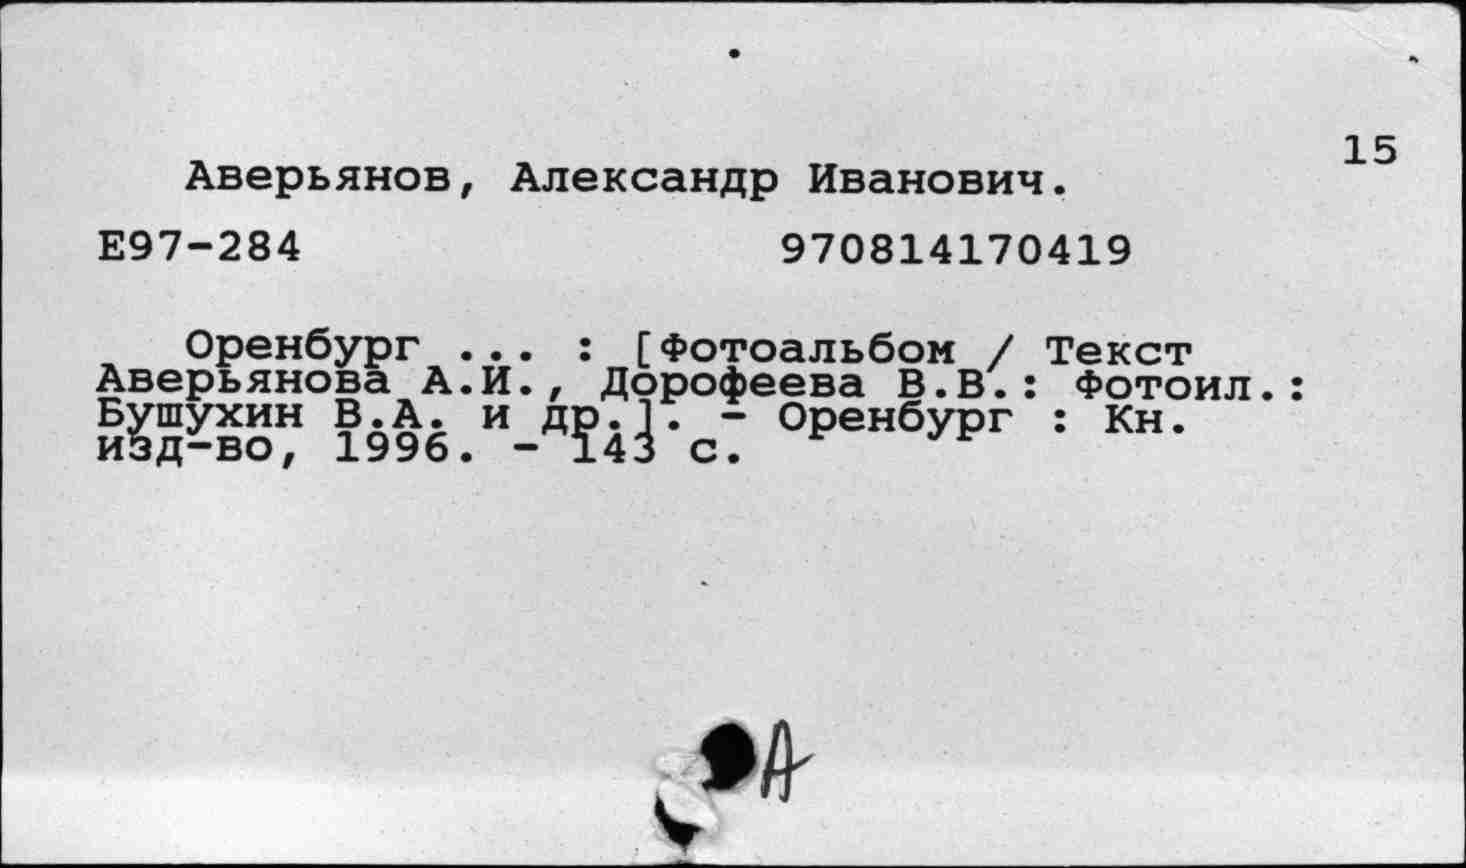 15
Аверьянов, Александр Иванович.
Е97-284 970814170419
Оренбург ... : [Фотоальбом / Текст
Аверьянова А.И., Дорофеева В.В.: Фотоил.:
Бушухин В.А. и др.]. - Оренбург : Кн.
изд-во, 1996. - 143 с.
А